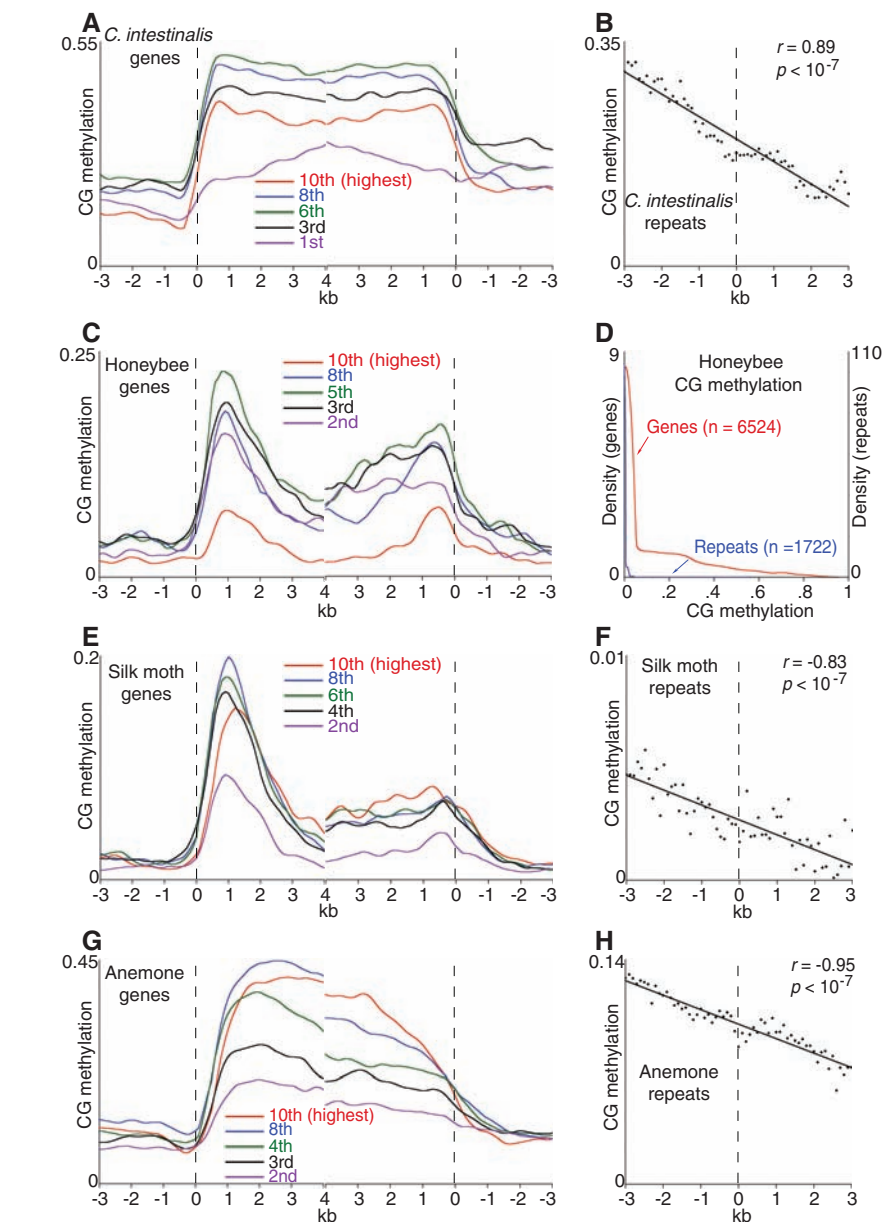 A
C. intestinalis
genes
0.55
CG methylation
0
10th (highest)
8th
6th
3rd
1st
-3 -2 -1 0 1 2 3 4 3 2 1 0 -1 -2 -3
kb
B
0.35
r = 0.89
p < 10-7
CG methylation
C. intestinalis
repeats
0
-3 -2 -1 0 1 2 3
kb
C
0.25
Honeybee
genes
CG methylation
0
10th (highest)
8th
5th
3rd
2nd
-3 -2 -1 0 1 2 3 4 3 2 1 0 -1 -2 -3
kb
D
9
110
Honeybee
CG methylation
Density (genes)
Density (repeats)
Genes (n = 6524)
Repeats (n =1722)
0
0
0 .2 .4 .6 .8 1
CG methylation
E
0.2
Silk moth
genes
CG methylation
0
10th (highest)
8th
6th
4th
2nd
-3 -2 -1 0 1 2 3 4 3 2 1 0 -1 -2 -3
kb
F
0.01
Silk moth
repeats
r = -0.83
p < 10-7
CG methylation
0
-3 -2 -1 0 1 2 3
kb
G
0.45
Anemone
genes
CG methylation
0
10th (highest)
8th
4th
3rd
2nd
-3 -2 -1 0 1 2 3 4 3 2 1 0 -1 -2 -3
kb
H
0.14
r = -0.95
p < 10-7
CG methylation
Anemone
repeats
0
-3 -2 -1 0 1 2 3
kb